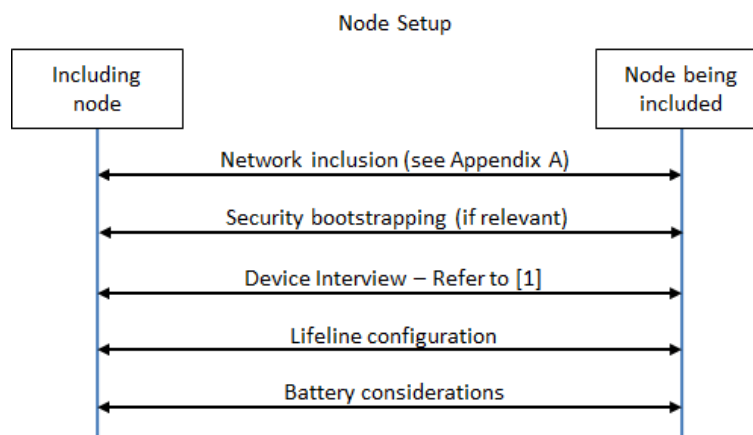 Node Setup
Including
node
Node being
included
Network inclusion (see Appendix A)
Security bootstrapping (if relevant)
Device Interview – Refer to [1]
Lifeline configuration
Battery considerations